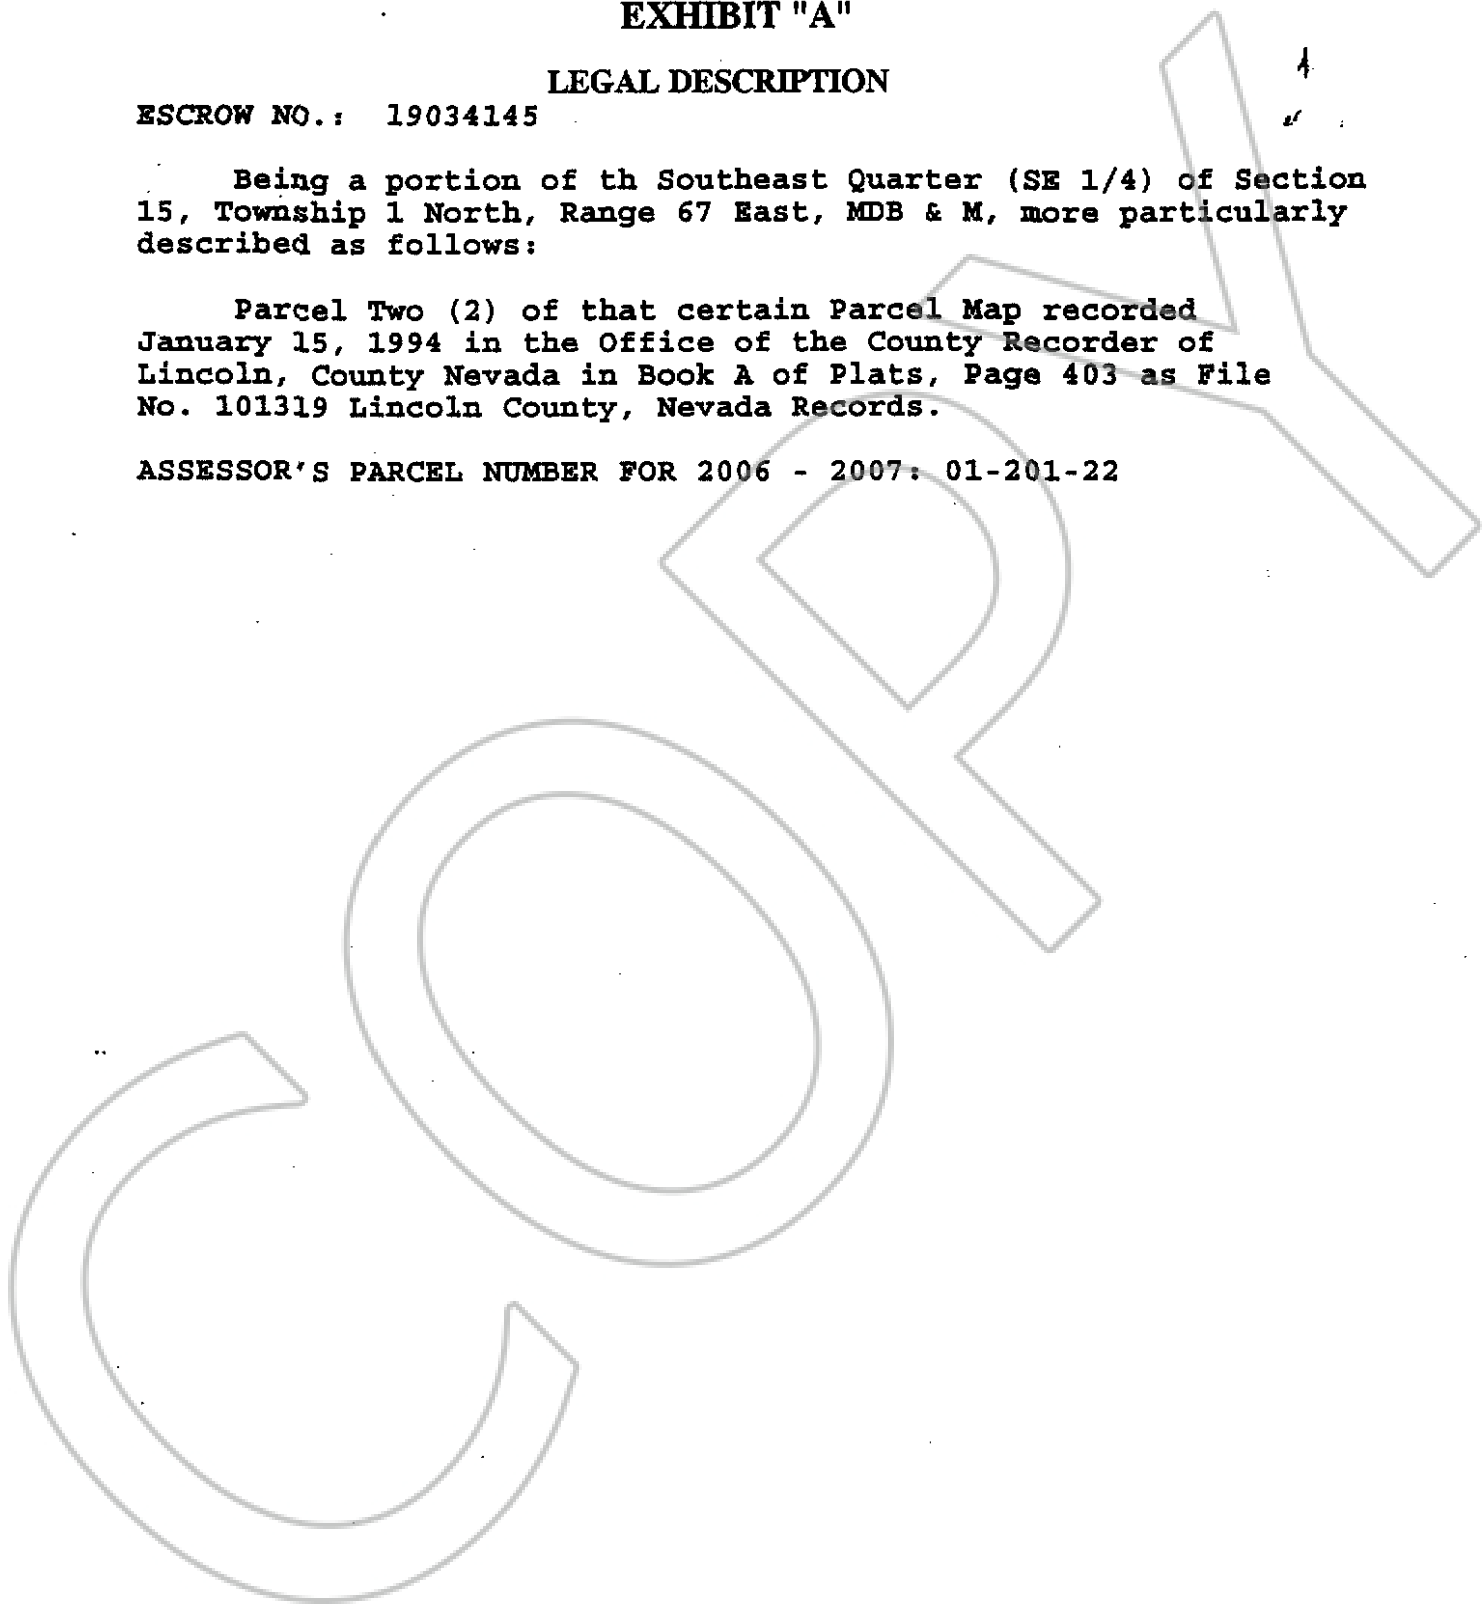 EXHIBIT "A"
LEGAL DESCRIPTION
ESCROW NO.: 19034145
Being a portion of th Southeast Quarter (SE 1/4) of Section
15, Township 1 North, Range 67 East, MDB & M, more particularly
described as follows:
Parcel Two (2) of that certain Parcel Map recorded
January 15, 1994 in the Office of the County Recorder of
Lincoln, County Nevada in Book A of Plats, Page 403 as File
No. 101319 Lincoln County, Nevada Records.
ASSESSOR'S PARCEL NUMBER FOR 2006 - 2007: 01-201-22
COPY